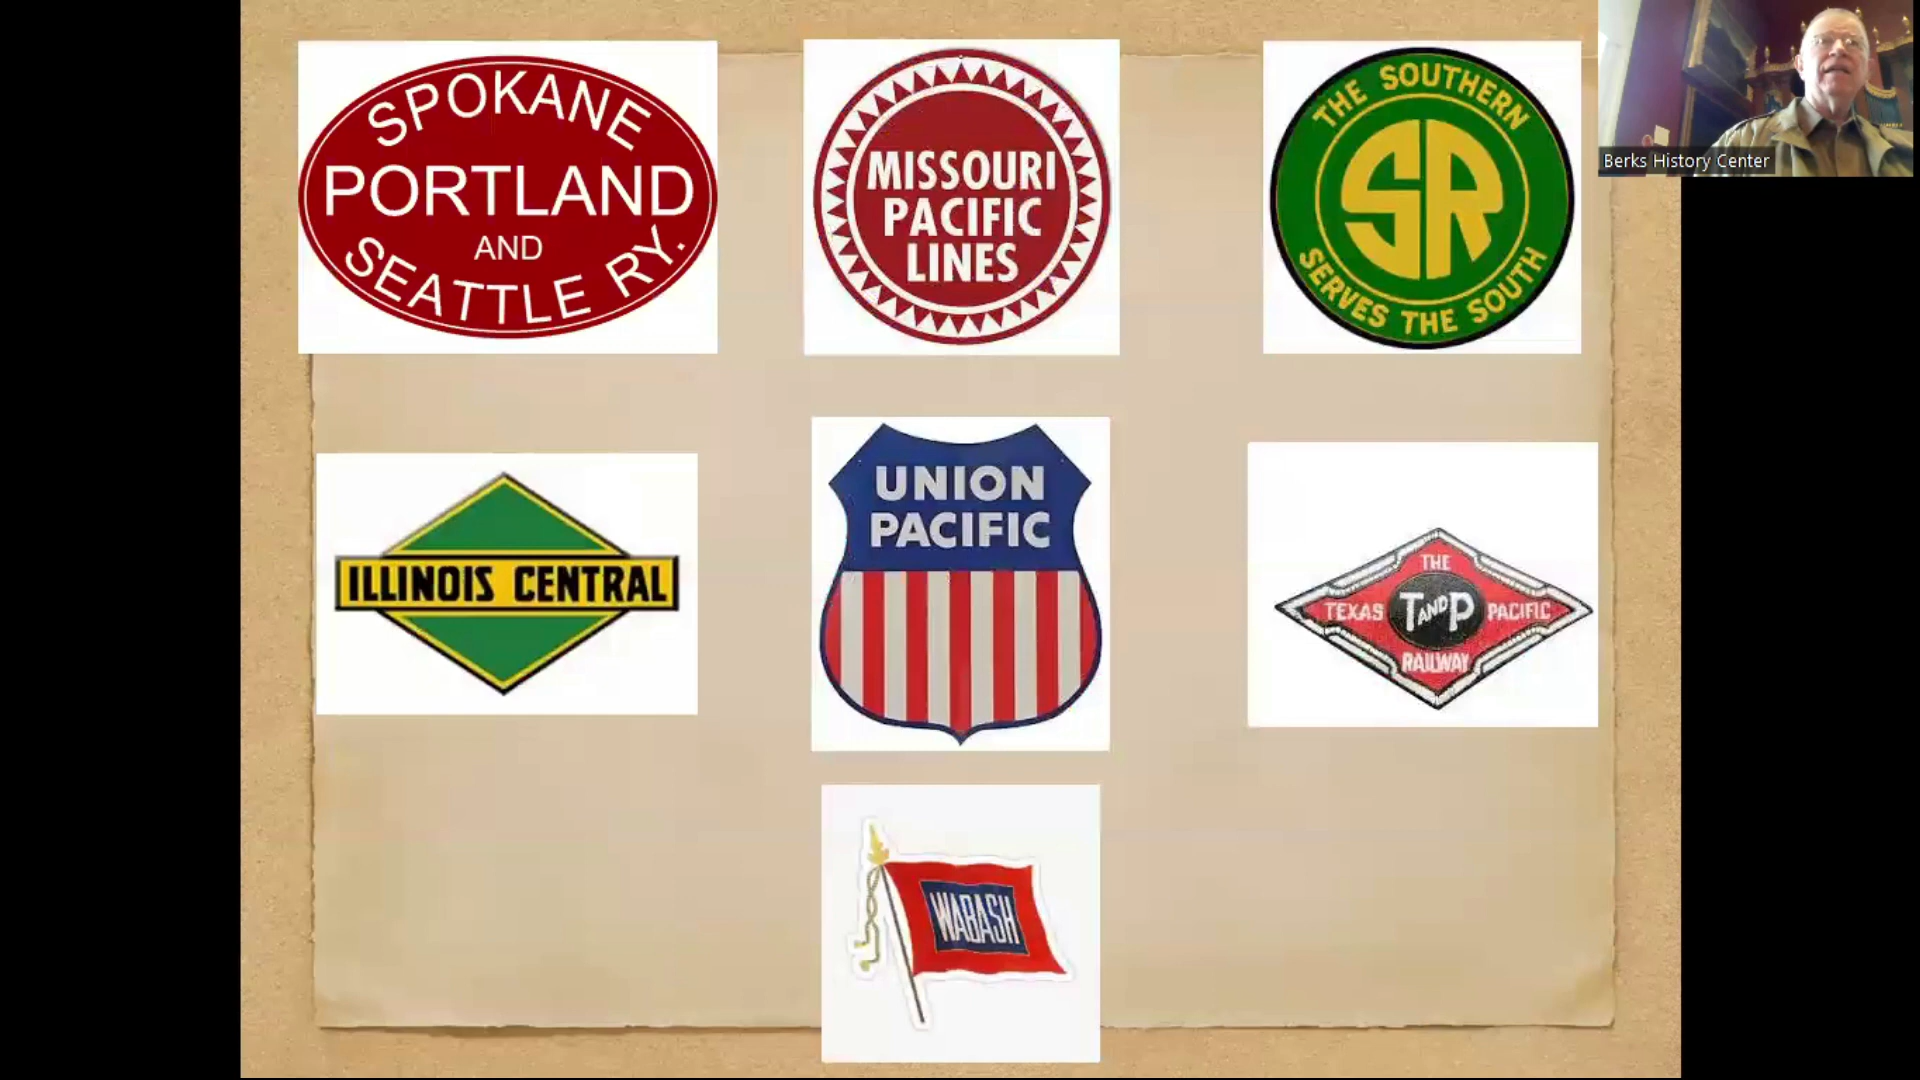 SPOKANE
PORTLAND
AND
SEATTLE RY.
MISSOURI
PACIFIC
LINES
THE SOUTHERN
SR
SERVES THE SOUTH
Berks History Center
ILLINOIS CENTRAL
UNION
PACIFIC
THE
TEXAS T AND P PACIFIC
RAILWAY
WABASH